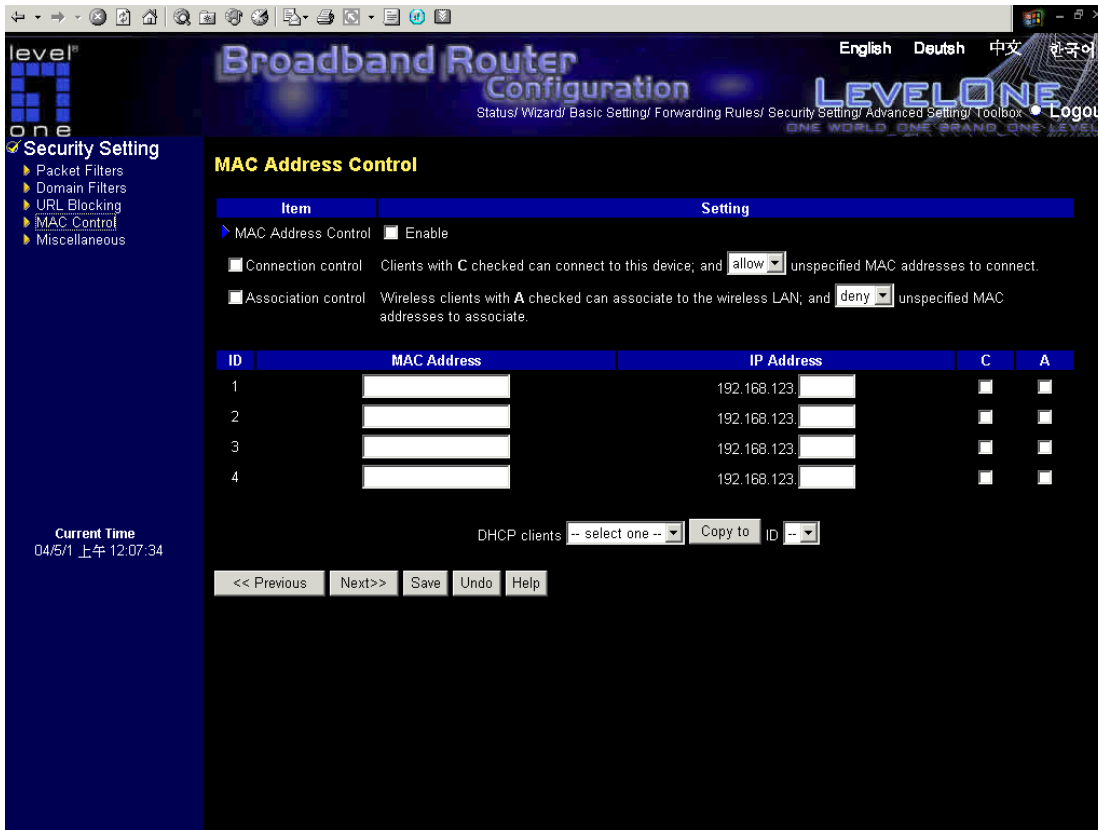 level®
one
Broadband Router
Configuration
English Deutsh 中文 한국어
LEVELONE
Status/ Wizard/ Basic Setting/ Forwarding Rules/ Security Setting/ Advanced Setting/ Toolbox Logou
ONE WORLD_ONE BRAND_ONE LEVEL
Security Setting
Packet Filters
Domain Filters
URL Blocking
MAC Control
Miscellaneous
Current Time
04/5/1 上午 12:07:34
MAC Address Control
Item Setting
MAC Address Control Enable
Connection control Clients with C checked can connect to this device; and allow unspecified MAC addresses to connect.
Association control Wireless clients with A checked can associate to the wireless LAN; and deny unspecified MAC
addresses to associate.
ID MAC Address IP Address C A
1 192.168.123.
2 192.168.123.
3 192.168.123.
4 192.168.123.
DHCP clients -- select one -- Copy to ID --
<< Previous Next>> Save Undo Help